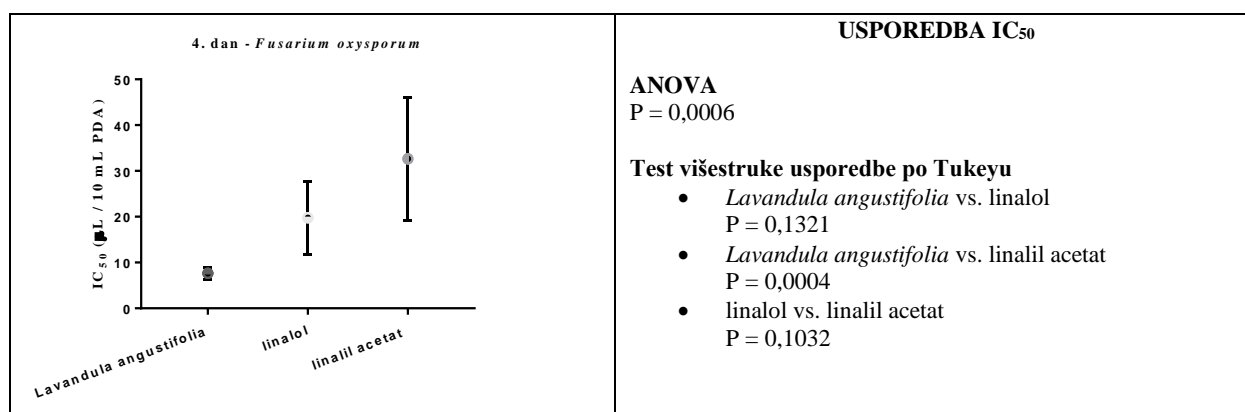 4. dan - Fusarium oxysporum
50
40
30
20
10
0
IC50 (µL / 10 mL PDA)
Lavandula angustifolia
linalol
linalil acetat
USPOREDBA IC50
ANOVA
P = 0,0006
Test višestruke usporedbe po Tukeyu
• Lavandula angustifolia vs. linalol
P = 0,1321
• Lavandula angustifolia vs. linalil acetat
P = 0,0004
• linalol vs. linalil acetat
P = 0,1032